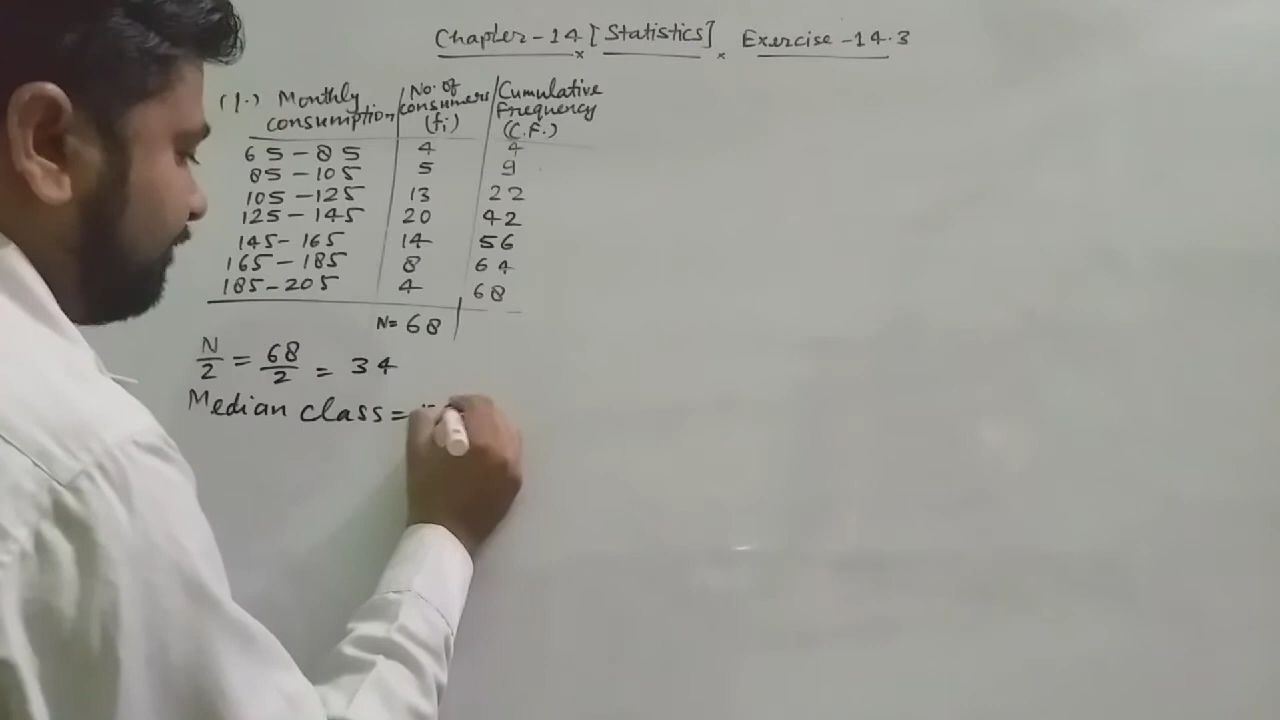 Chapter-14 [Statistics] Exercise-14.3
(1.) Monthly consumption No. of consumers (fi) Cumulative Frequency (C.F.)
65-85 4 4
85-105 5 9
105-125 13 22
125-145 20 42
145-165 14 56
165-185 8 64
185-205 4 68
N= 68
N/2 = 68/2 = 34
Median class =